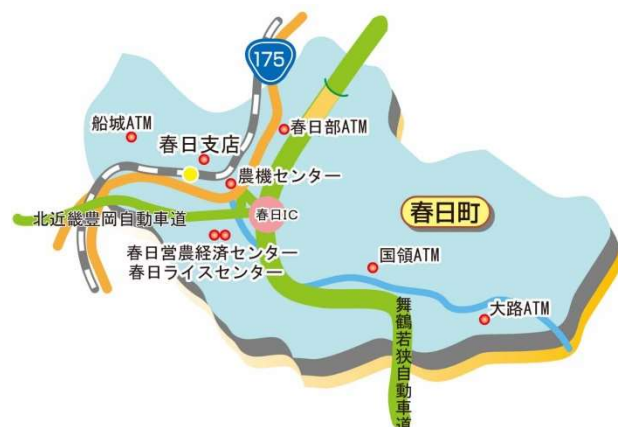 175
船城ATM
春日部ATM
春日支店
農機センター
北近畿豊岡自動車道
春日IC
春日町
春日営農経済センター
春日ライスセンター
国領ATM
大路ATM
舞鶴若狭自動車道